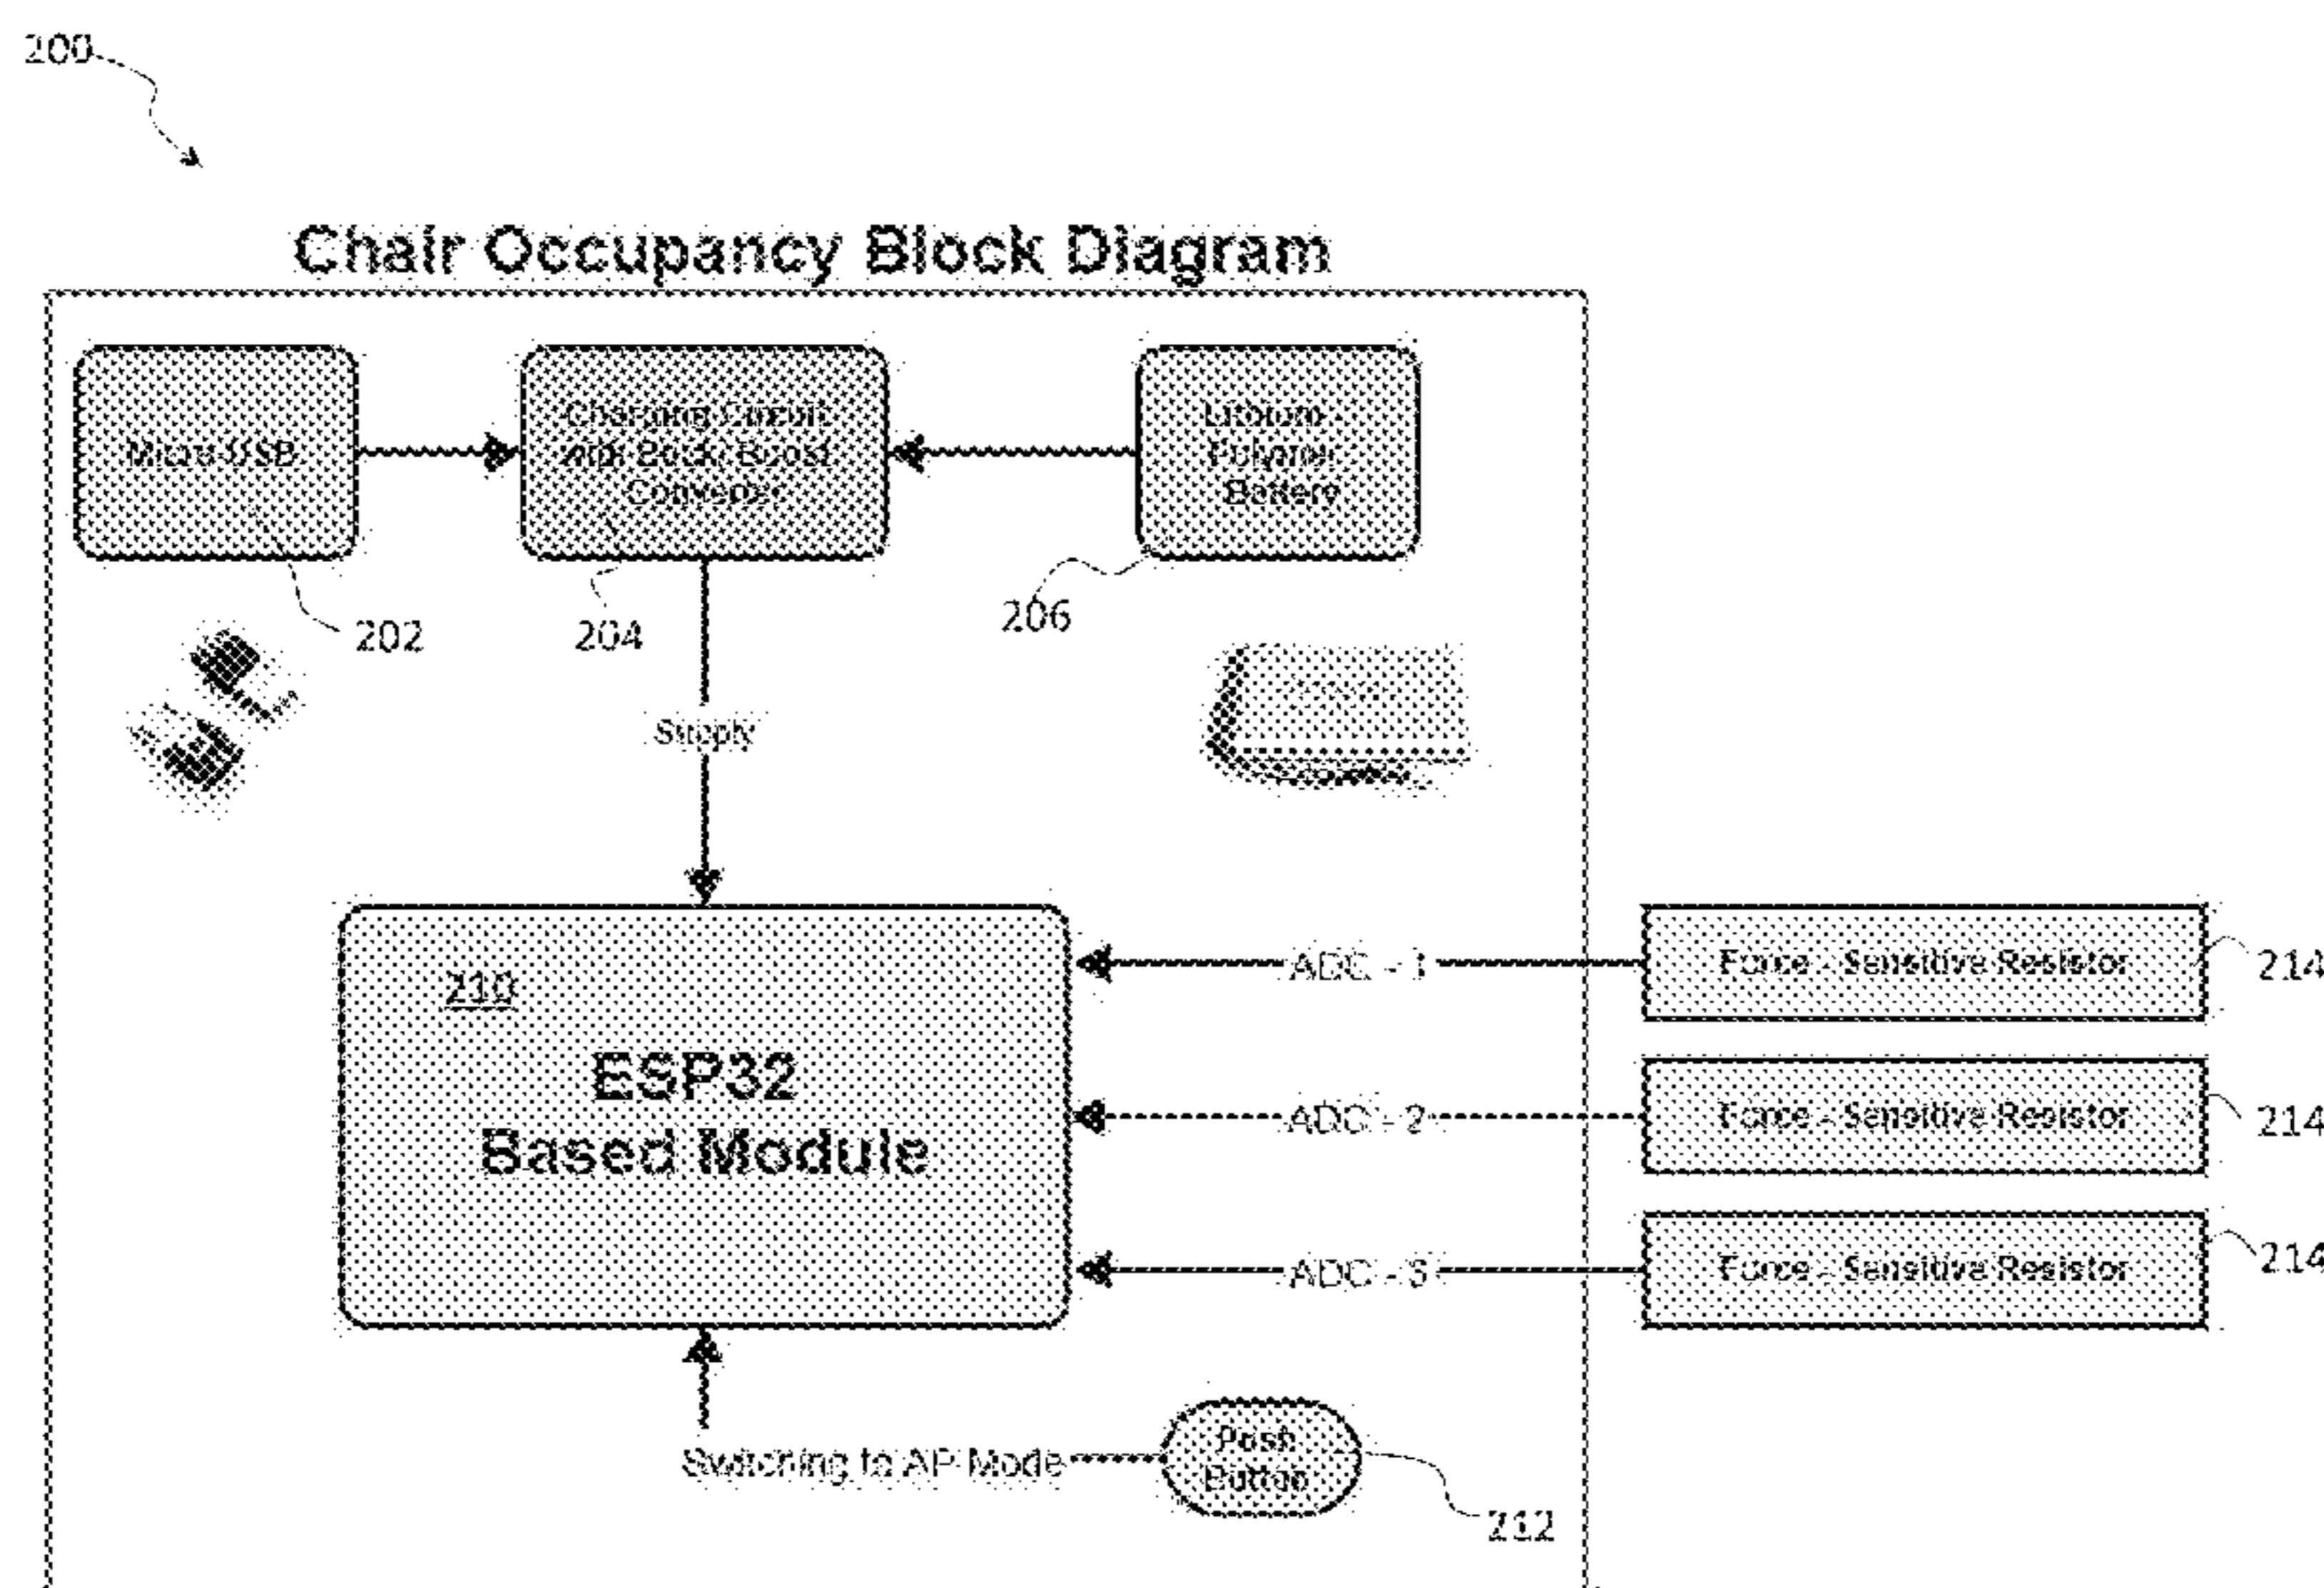 200
Chair Occupancy Block Diagram
Micro USB
Charging Circuit
with Buck/ Boost
Converter
Lithium -
Polymer
Battery
202
204
206
Supply
210
ESP32
Based Module
ADC - 1
Force - Sensitive Resistor
214
ADC - 2
Force - Sensitive Resistor
214
ADC - 3
Force - Sensitive Resistor
214
Switching to AP Mode
Push
Button
212